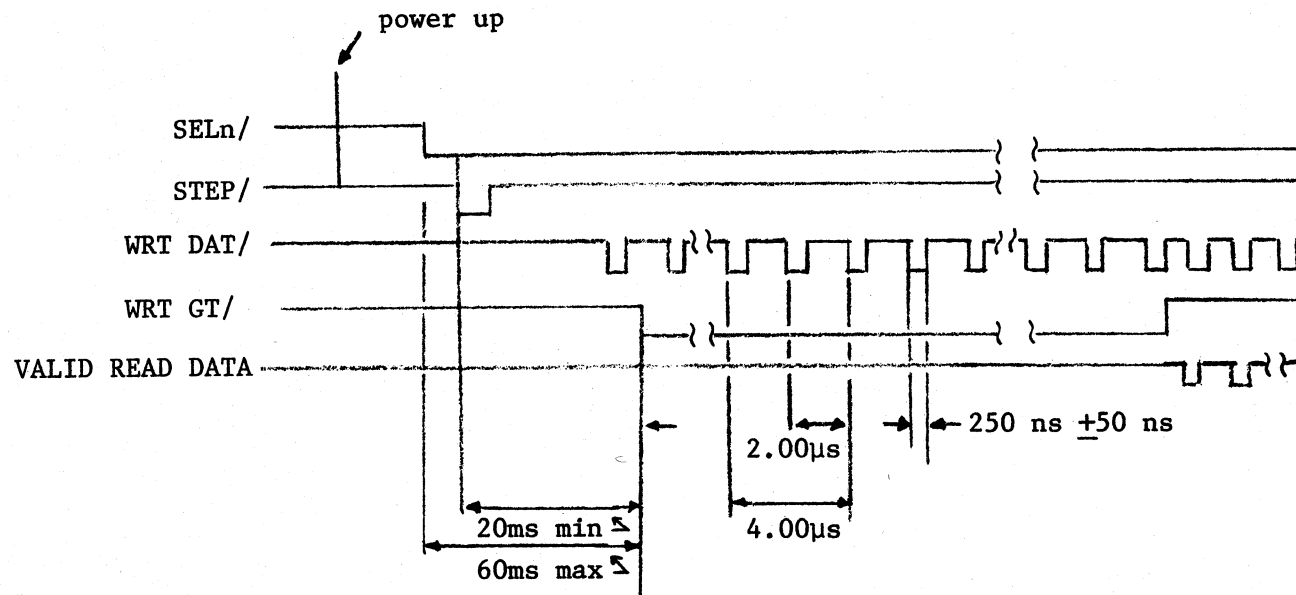 power up
SELn/
STEP/
WRT DAT/
WRT GT/
VALID READ DATA
250 ns ±50 ns
2.00µs
20ms min
4.00µs
60ms max